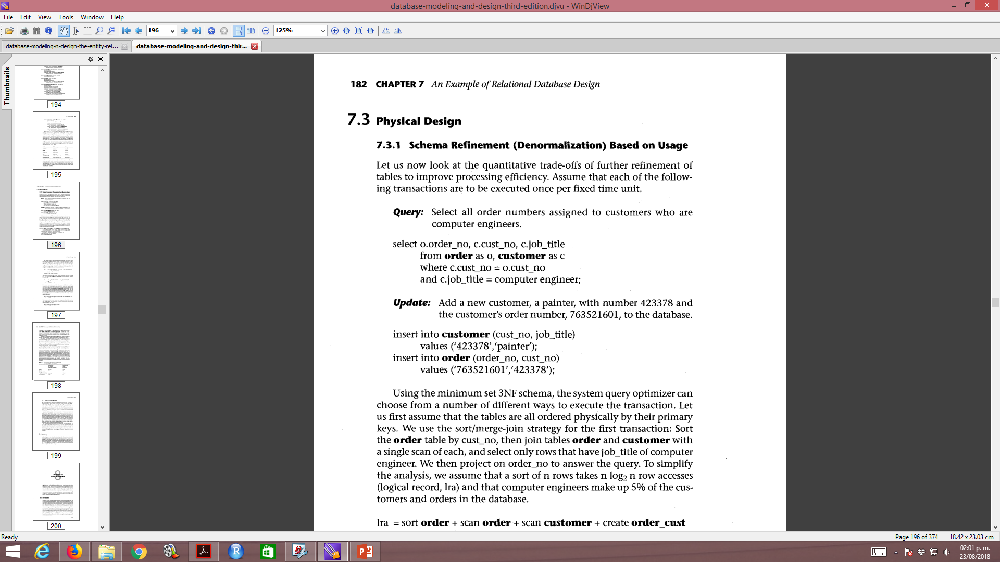 database-modeling-and-design-third-edition.djvu - WinDjView
File Edit View Tools Window Help
196
125%
database-modeling-n-design-the-entity-rel...
database-modeling-and-design-thir...
Thumbnails
194
195
196
197
198
199
200
182 CHAPTER 7 An Example of Relational Database Design
7.3 Physical Design
7.3.1 Schema Refinement (Denormalization) Based on Usage
Let us now look at the quantitative trade-offs of further refinement of
tables to improve processing efficiency. Assume that each of the follow-
ing transactions are to be executed once per fixed time unit.
Query: Select all order numbers assigned to customers who are
computer engineers.
select o.order_no, c.cust_no, c.job_title
from order as o, customer as c
where c.cust_no = o.cust_no
and c.job_title = computer engineer;
Update: Add a new customer, a painter, with number 423378 and
the customer's order number, 763521601, to the database.
insert into customer (cust_no, job_title)
values ('423378','painter');
insert into order (order_no, cust_no)
values ('763521601','423378');
Using the minimum set 3NF schema, the system query optimizer can
choose from a number of different ways to execute the transaction. Let
us first assume that the tables are all ordered physically by their primary
keys. We use the sort/merge-join strategy for the first transaction: Sort
the order table by cust_no, then join tables order and customer with
a single scan of each, and select only rows that have job_title of computer
engineer. We then project on order_no to answer the query. To simplify
the analysis, we assume that a sort of n rows takes n log2 n row accesses
(logical record, lra) and that computer engineers make up 5% of the cus-
tomers and orders in the database.
lra = sort order + scan order + scan customer + create order_cust
Ready
Page 196 of 374
18.42 x 23.03 cm
02:01 p. m.
23/08/2018